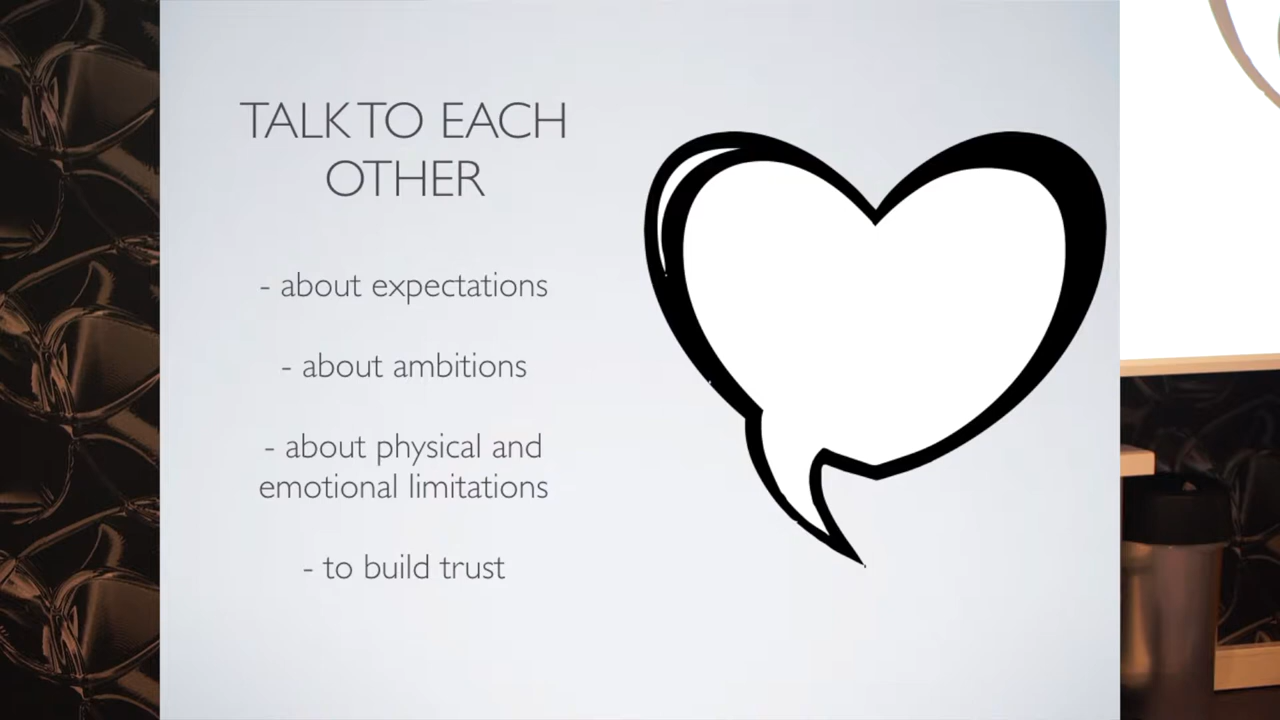 TALK TO EACH
OTHER
- about expectations
- about ambitions
- about physical and
emotional limitations
- to build trust